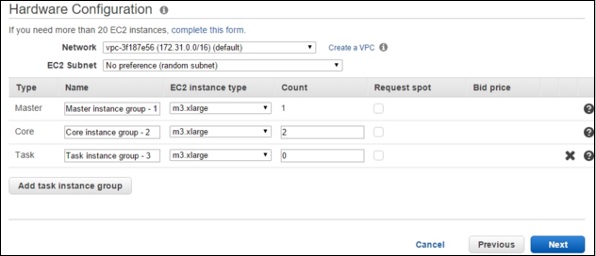 Hardware Configuration
If you need more than 20 EC2 instances, complete this form.
Network vpc-3f187e56 (172.31.0.0/16) (default) Create a VPC
EC2 Subnet No preference (random subnet)
Type Name EC2 instance type Count Request spot Bid price
Master Master instance group - 1 m3.xlarge 1
Core Core instance group - 2 m3.xlarge 2
Task Task instance group - 3 m3.xlarge 0
Add task instance group
Cancel Previous Next